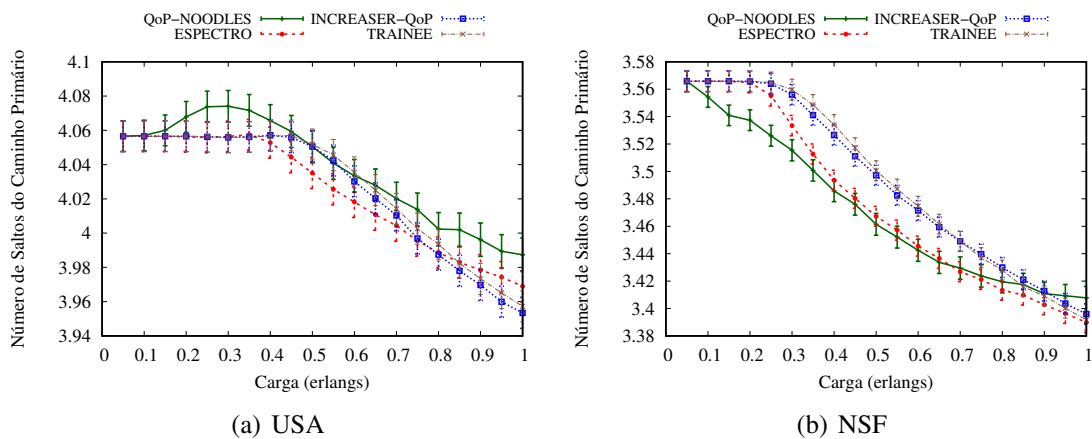 QoP-NOODLES INCREASER-QoP
ESPECTRO TRAINEE
4.1
4.08
4.06
4.04
4.02
4
3.98
3.96
3.94
Número de Saltos do Caminho Primário
0 0.1 0.2 0.3 0.4 0.5 0.6 0.7 0.8 0.9 1
Carga (erlangs)
(a) USA
QoP-NOODLES INCREASER-QoP
ESPECTRO TRAINEE
3.58
3.56
3.54
3.52
3.5
3.48
3.46
3.44
3.42
3.4
3.38
Número de Saltos do Caminho Primário
0 0.1 0.2 0.3 0.4 0.5 0.6 0.7 0.8 0.9 1
Carga (erlangs)
(b) NSF